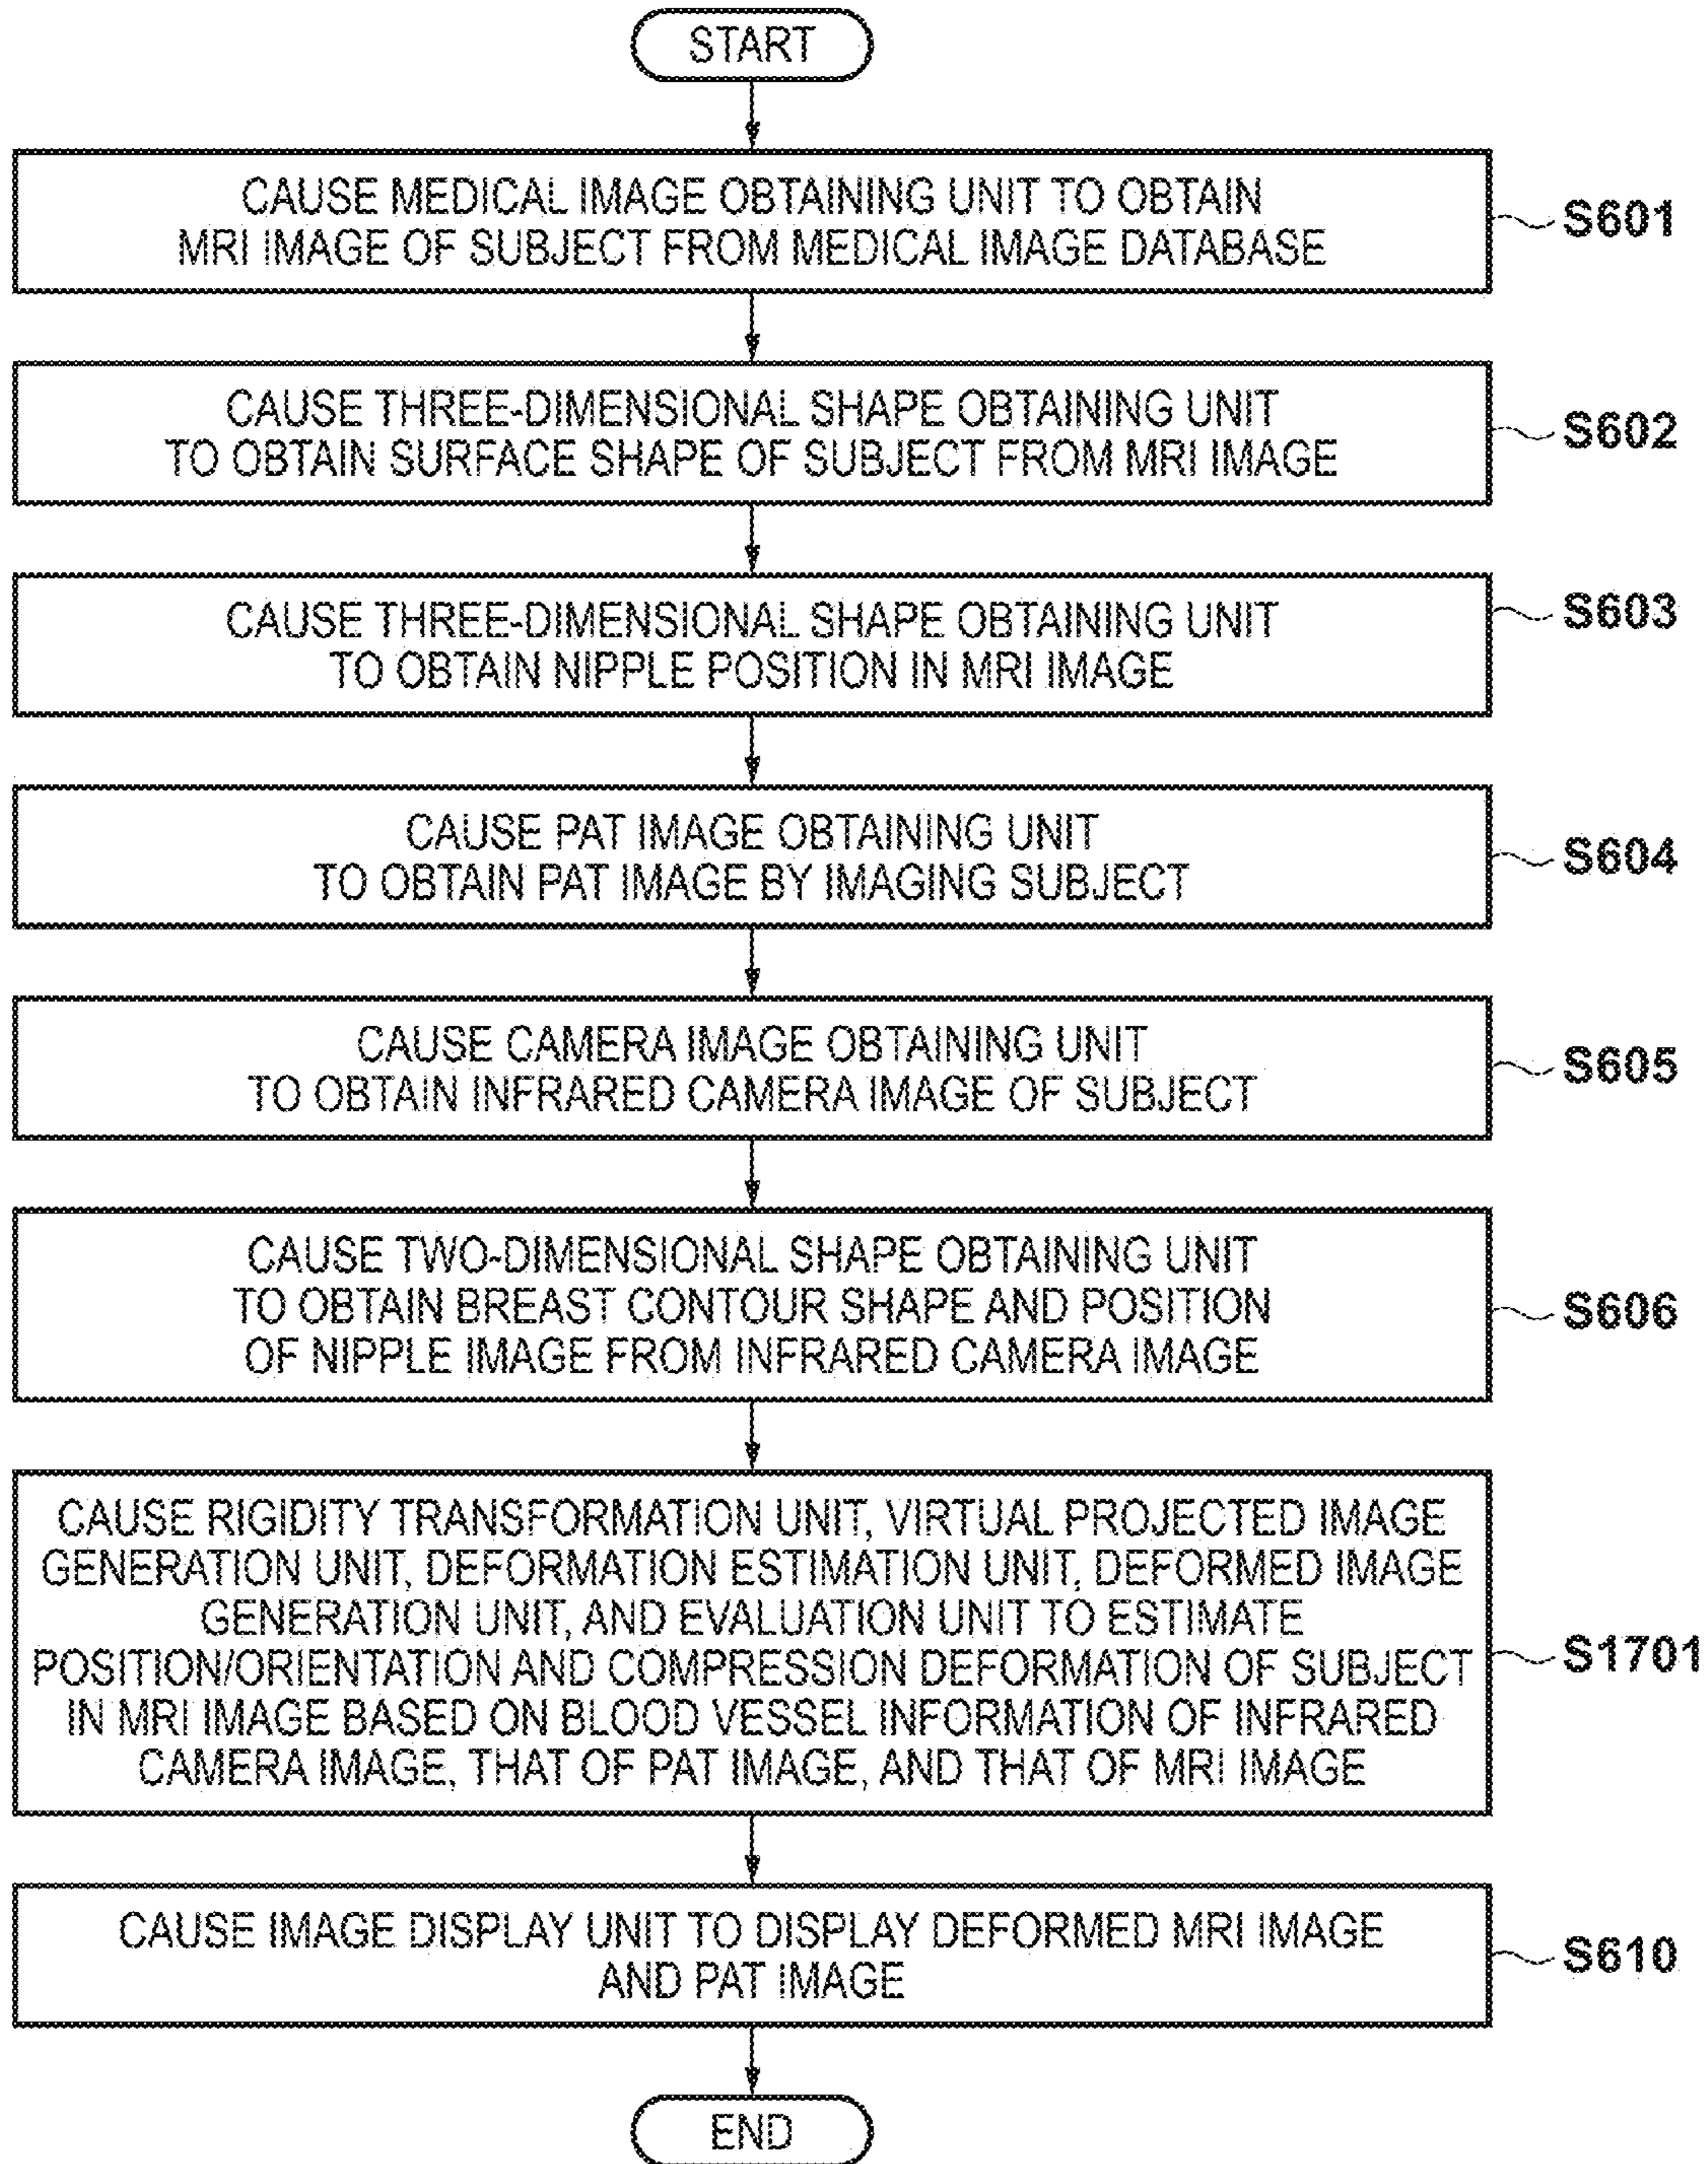 START
CAUSE MEDICAL IMAGE OBTAINING UNIT TO OBTAIN
MRI IMAGE OF SUBJECT FROM MEDICAL IMAGE DATABASE
S601
CAUSE THREE-DIMENSIONAL SHAPE OBTAINING UNIT
TO OBTAIN SURFACE SHAPE OF SUBJECT FROM MRI IMAGE
S602
CAUSE THREE-DIMENSIONAL SHAPE OBTAINING UNIT
TO OBTAIN NIPPLE POSITION IN MRI IMAGE
S603
CAUSE PAT IMAGE OBTAINING UNIT
TO OBTAIN PAT IMAGE BY IMAGING SUBJECT
S604
CAUSE CAMERA IMAGE OBTAINING UNIT
TO OBTAIN INFRARED CAMERA IMAGE OF SUBJECT
S605
CAUSE TWO-DIMENSIONAL SHAPE OBTAINING UNIT
TO OBTAIN BREAST CONTOUR SHAPE AND POSITION
OF NIPPLE IMAGE FROM INFRARED CAMERA IMAGE
S606
CAUSE RIGIDITY TRANSFORMATION UNIT, VIRTUAL PROJECTED IMAGE
GENERATION UNIT, DEFORMATION ESTIMATION UNIT, DEFORMED IMAGE
GENERATION UNIT, AND EVALUATION UNIT TO ESTIMATE
POSITION/ORIENTATION AND COMPRESSION DEFORMATION OF SUBJECT
IN MRI IMAGE BASED ON BLOOD VESSEL INFORMATION OF INFRARED
CAMERA IMAGE, THAT OF PAT IMAGE, AND THAT OF MRI IMAGE
S1701
CAUSE IMAGE DISPLAY UNIT TO DISPLAY DEFORMED MRI IMAGE
AND PAT IMAGE
S610
END